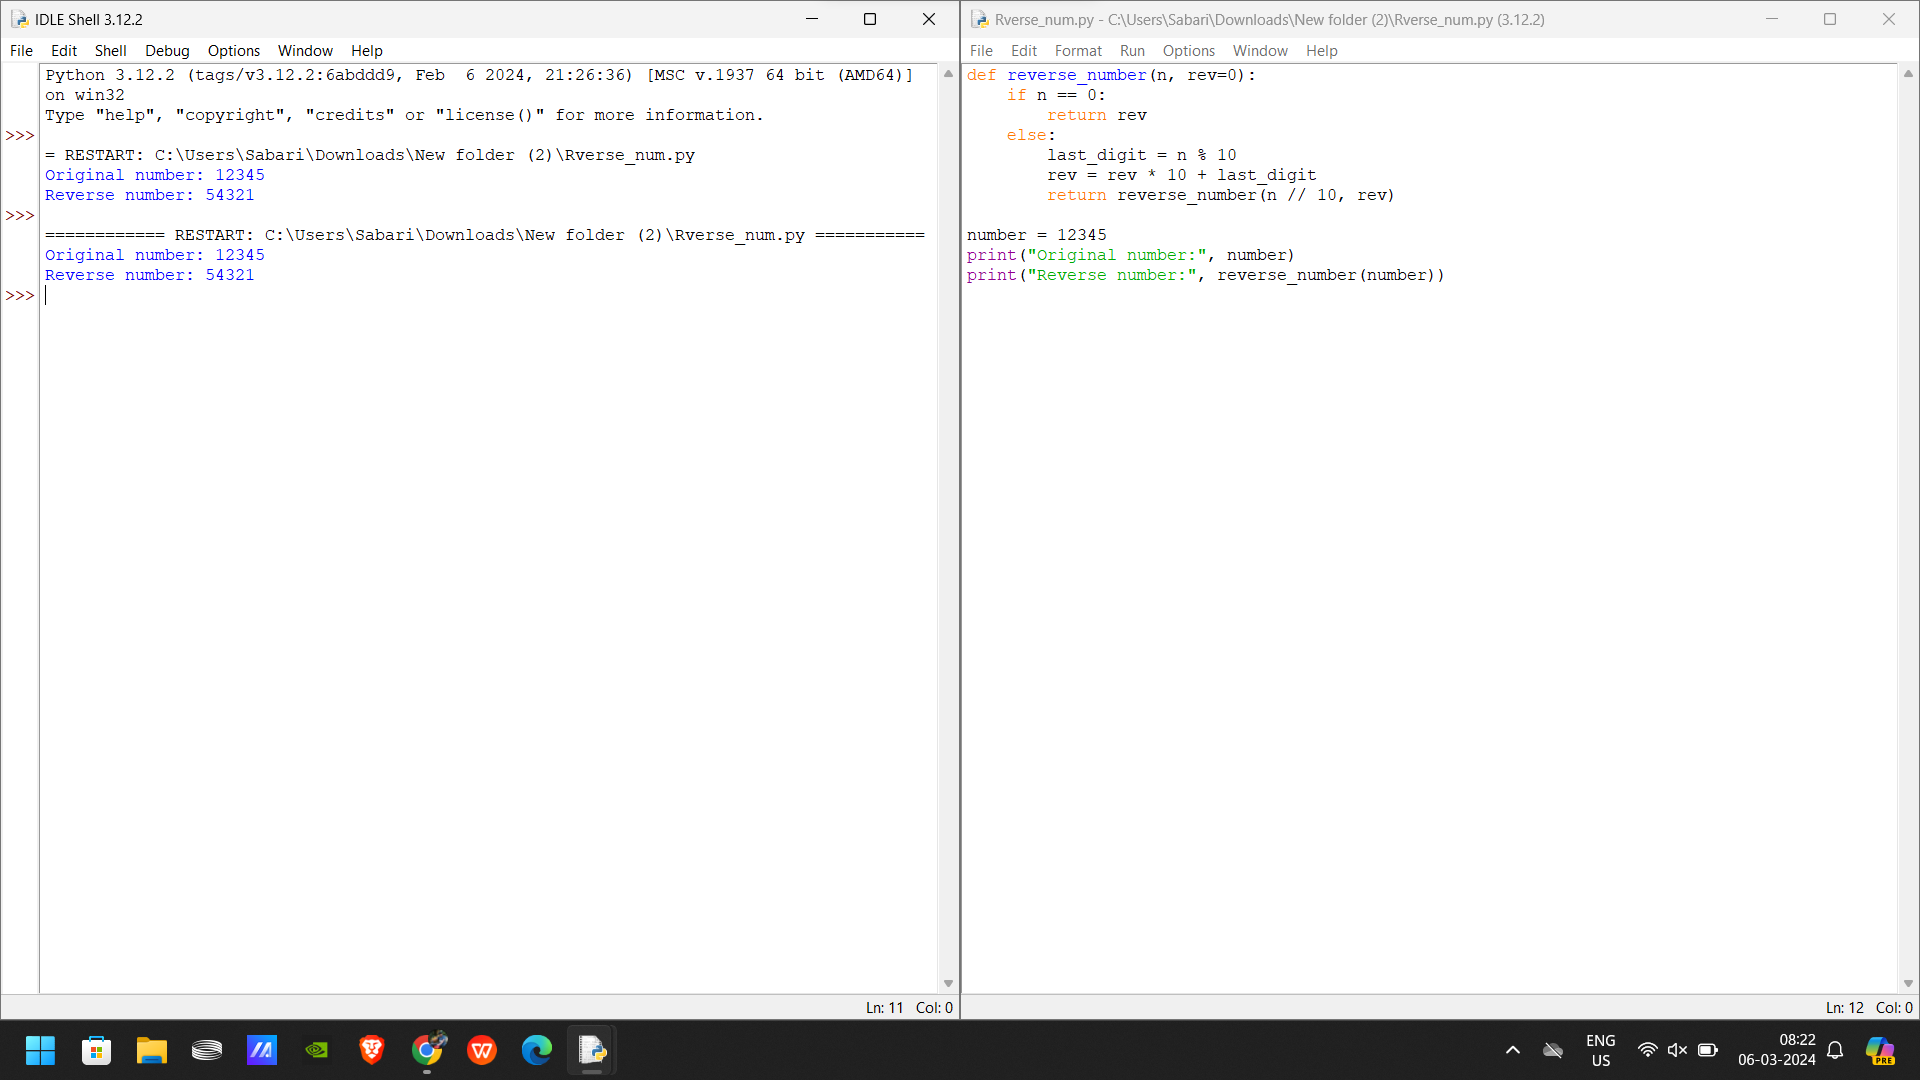 IDLE Shell 3.12.2
File Edit Shell Debug Options Window Help
Python 3.12.2 (tags/v3.12.2:6abddd9, Feb  6 2024, 21:26:36) [MSC v.1937 64 bit (AMD64)]
on win32
Type "help", "copyright", "credits" or "license()" for more information.
>>>
= RESTART: C:\Users\Sabari\Downloads\New folder (2)\Rverse_num.py
Original number: 12345
Reverse number: 54321
>>>
============ RESTART: C:\Users\Sabari\Downloads\New folder (2)\Rverse_num.py ===========
Original number: 12345
Reverse number: 54321
>>>
Ln: 11 Col: 0
Rverse_num.py - C:\Users\Sabari\Downloads\New folder (2)\Rverse_num.py (3.12.2)
File Edit Format Run Options Window Help
def reverse_number(n, rev=0):
    if n == 0:
        return rev
    else:
        last_digit = n % 10
        rev = rev * 10 + last_digit
        return reverse_number(n // 10, rev)
number = 12345
print("Original number:", number)
print("Reverse number:", reverse_number(number))
Ln: 12 Col: 0
ENG
US
08:22
06-03-2024
PRE